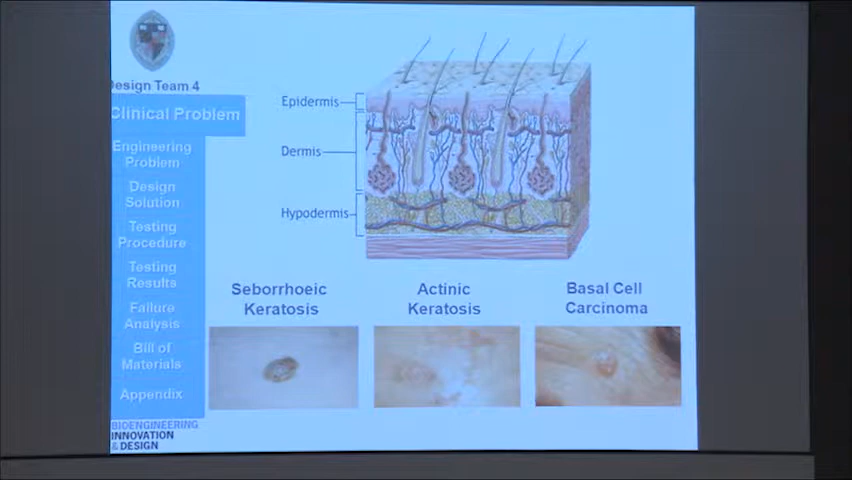 Design Team 4
Clinical Problem
Engineering
Problem
Design
Solution
Testing
Procedure
Testing
Results
Failure
Analysis
Bill of
Materials
Appendix
BIOENGINEERING
INNOVATION
& DESIGN
Epidermis
Dermis
Hypodermis
Seborrhoeic
Keratosis
Actinic
Keratosis
Basal Cell
Carcinoma